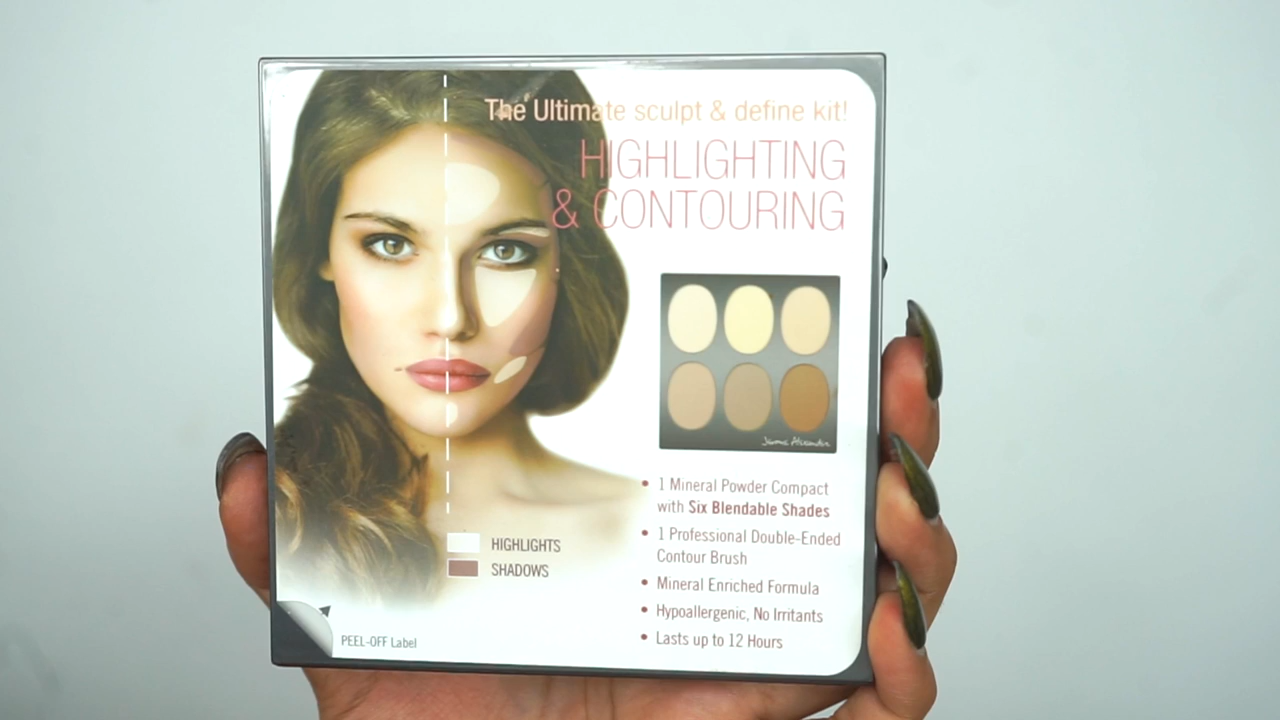 The Ultimate sculpt & define kit!
HIGHLIGHTING
& CONTOURING
• 1 Mineral Powder Compact
with Six Blendable Shades
• 1 Professional Double-Ended
Contour Brush
• Mineral Enriched Formula
• Hypoallergenic, No Irritants
• Lasts up to 12 Hours
HIGHLIGHTS
SHADOWS
PEEL-OFF Label